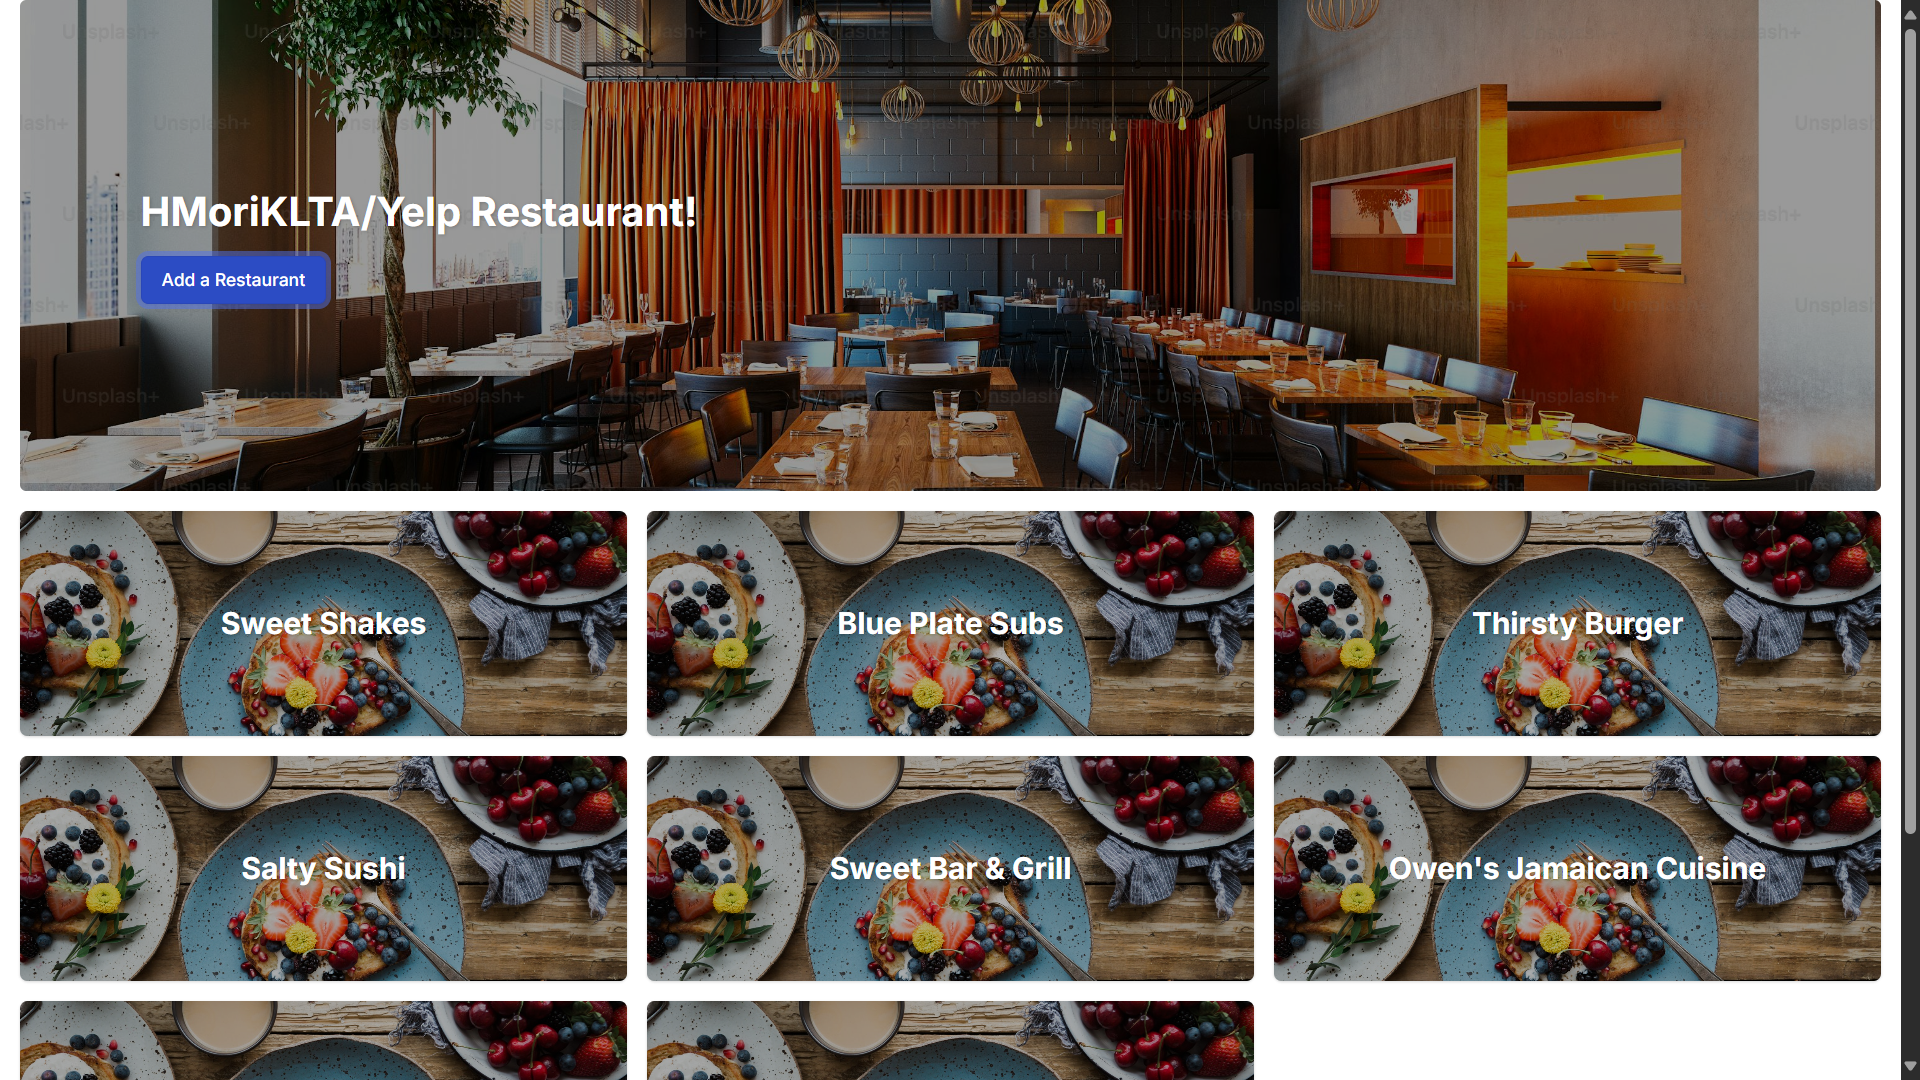 HMoriKLTA/Yelp Restaurant!
Add a Restaurant
Sweet Shakes
Blue Plate Subs
Thirsty Burger
Salty Sushi
Sweet Bar & Grill
Owen's Jamaican Cuisine
Unsplash+